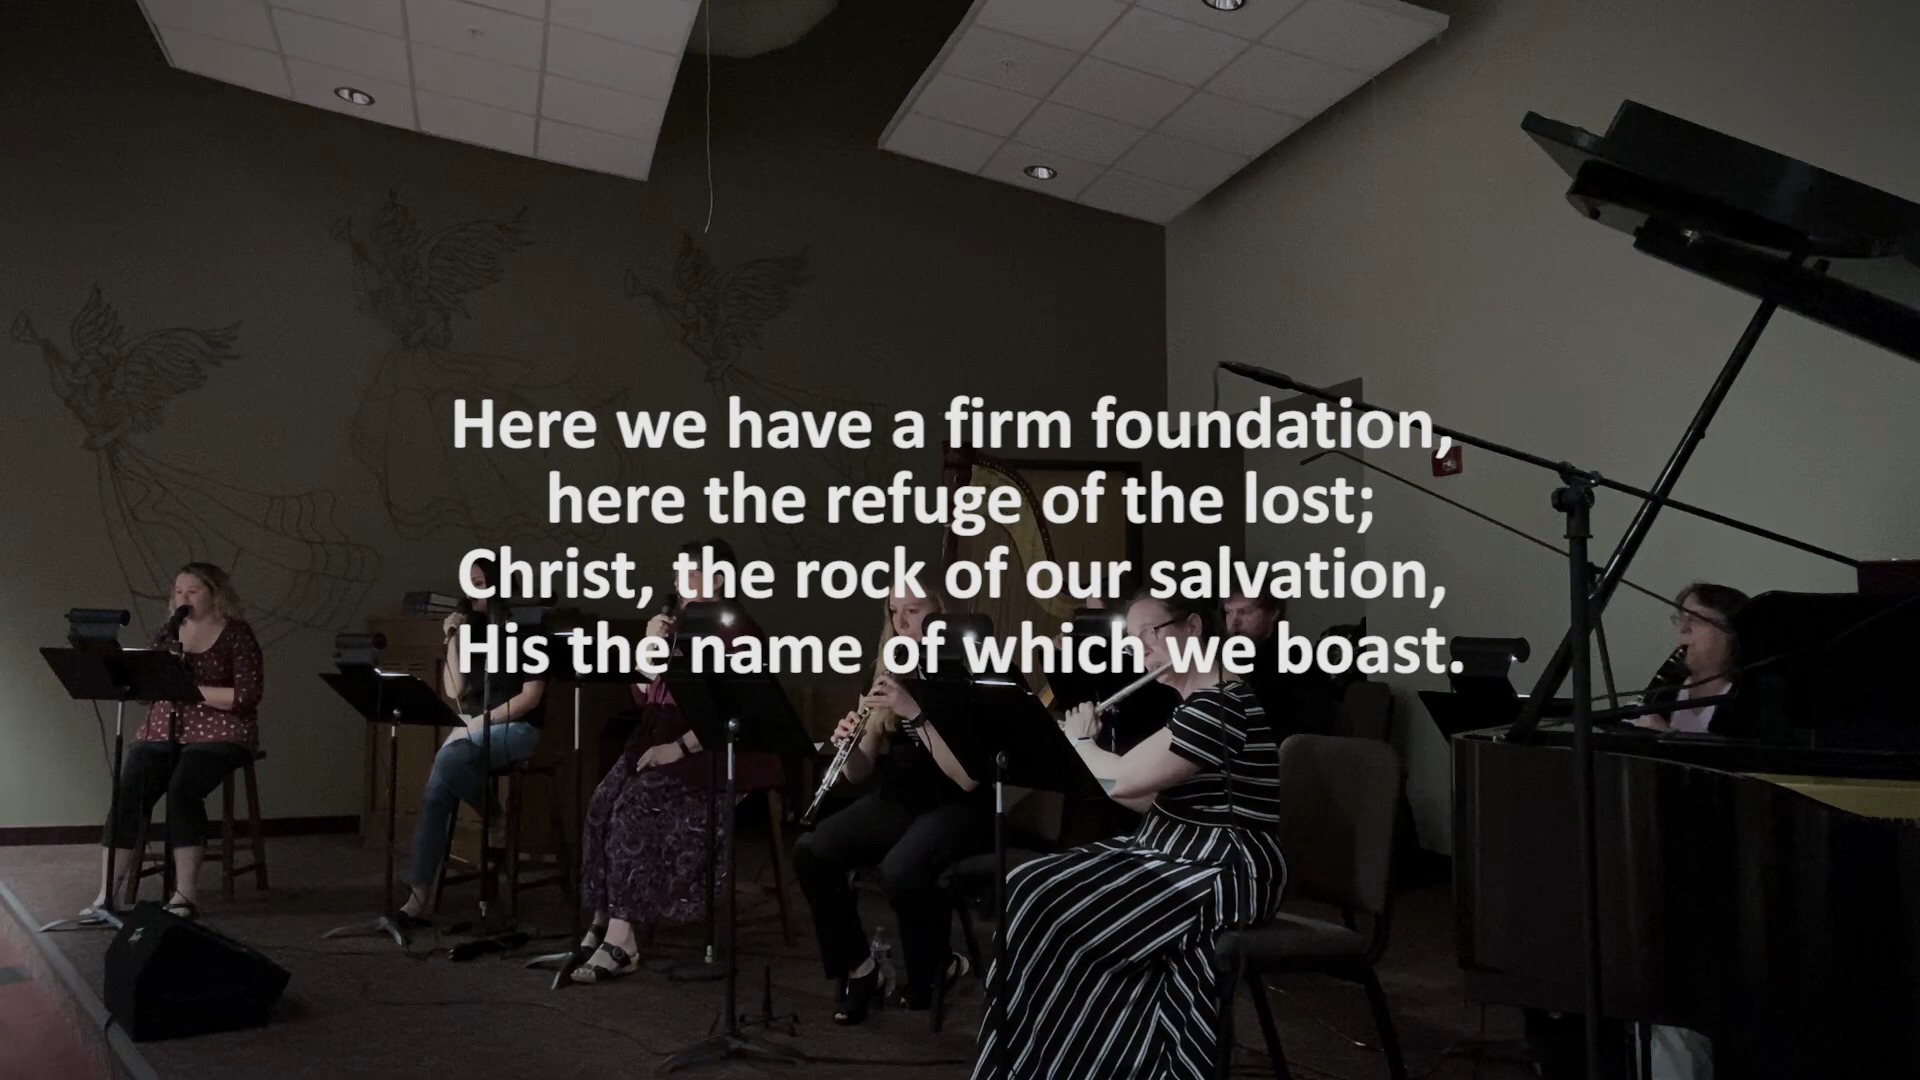 Here we have a firm foundation,
here the refuge of the lost;
Christ, the rock of our salvation,
His the name of which we boast.